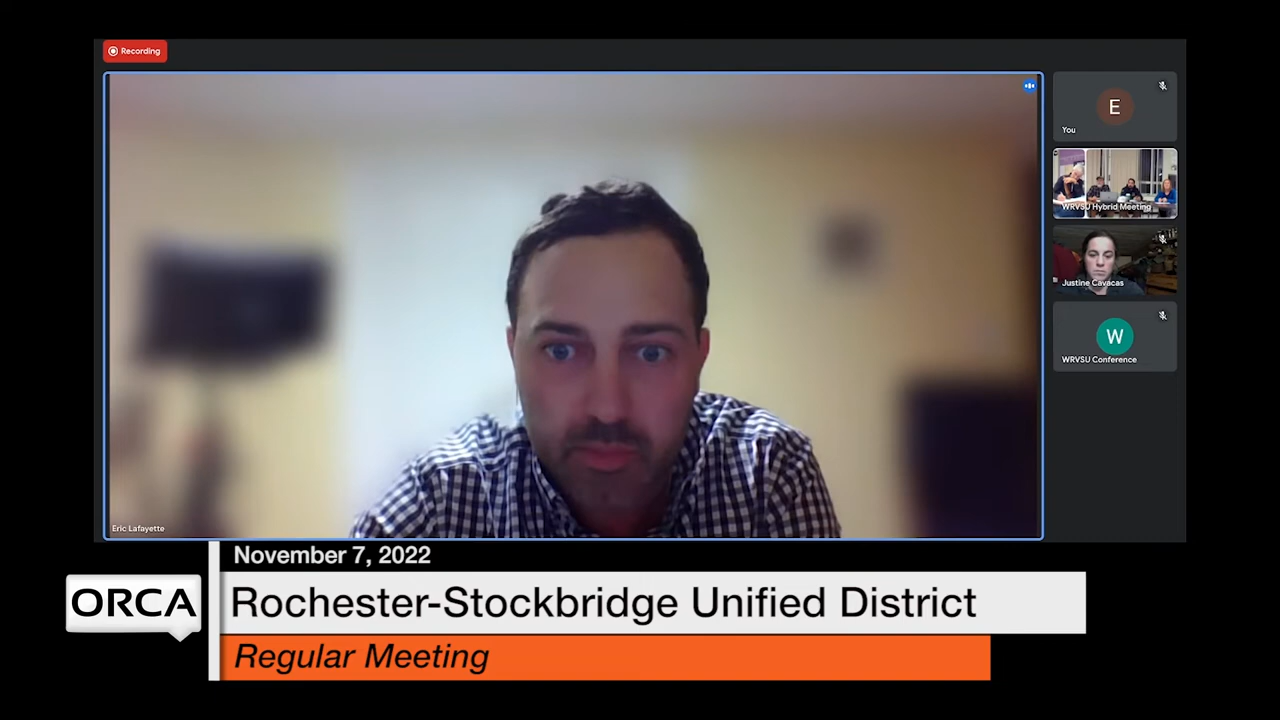 Recording
E
You
WRVSU Hybrid Meeting
Justine Cavacas
W
WRVSU Conference
Eric Lafayette
November 7, 2022
ORCA
Rochester-Stockbridge Unified District
Regular Meeting